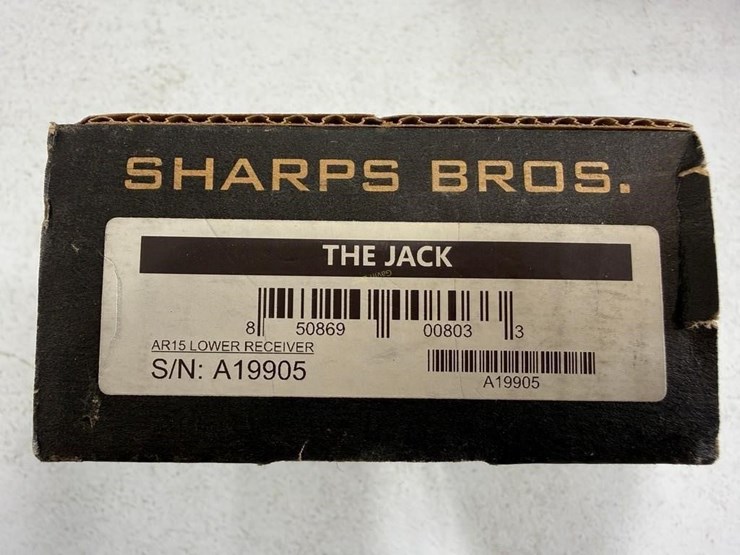 SHARPS BROS.
THE JACK
8 50869 00803 3
AR15 LOWER RECEIVER
S/N: A19905
A19905